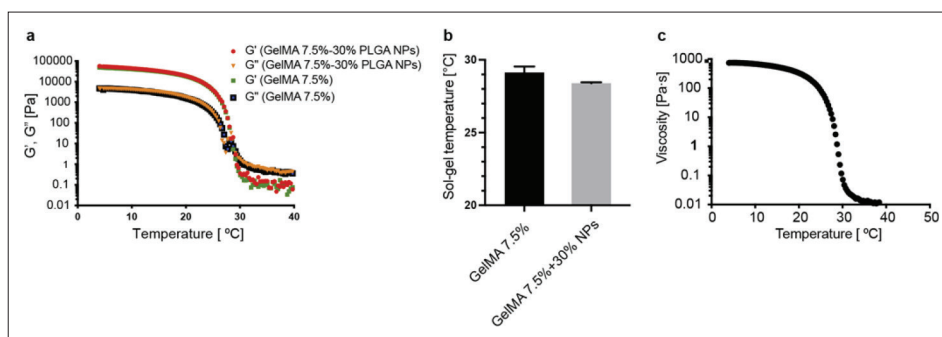 a
G' (GelMA 7.5%-30% PLGA NPs)
G" (GelMA 7.5%-30% PLGA NPs)
G' (GelMA 7.5%)
G" (GelMA 7.5%)
G', G" [Pa]
100000
10000
1000
100
10
1
0.1
0.01
0
10
20
30
40
Temperature [ ºC]
b
Sol-gel temperature [°C]
30
28
25
20
GelMA 7.5%
GelMA 7.5%+30% NPs
c
Viscosity [Pa·s]
1000
100
10
1
0.1
0.01
0
10
20
30
40
50
Temperature [ ºC]